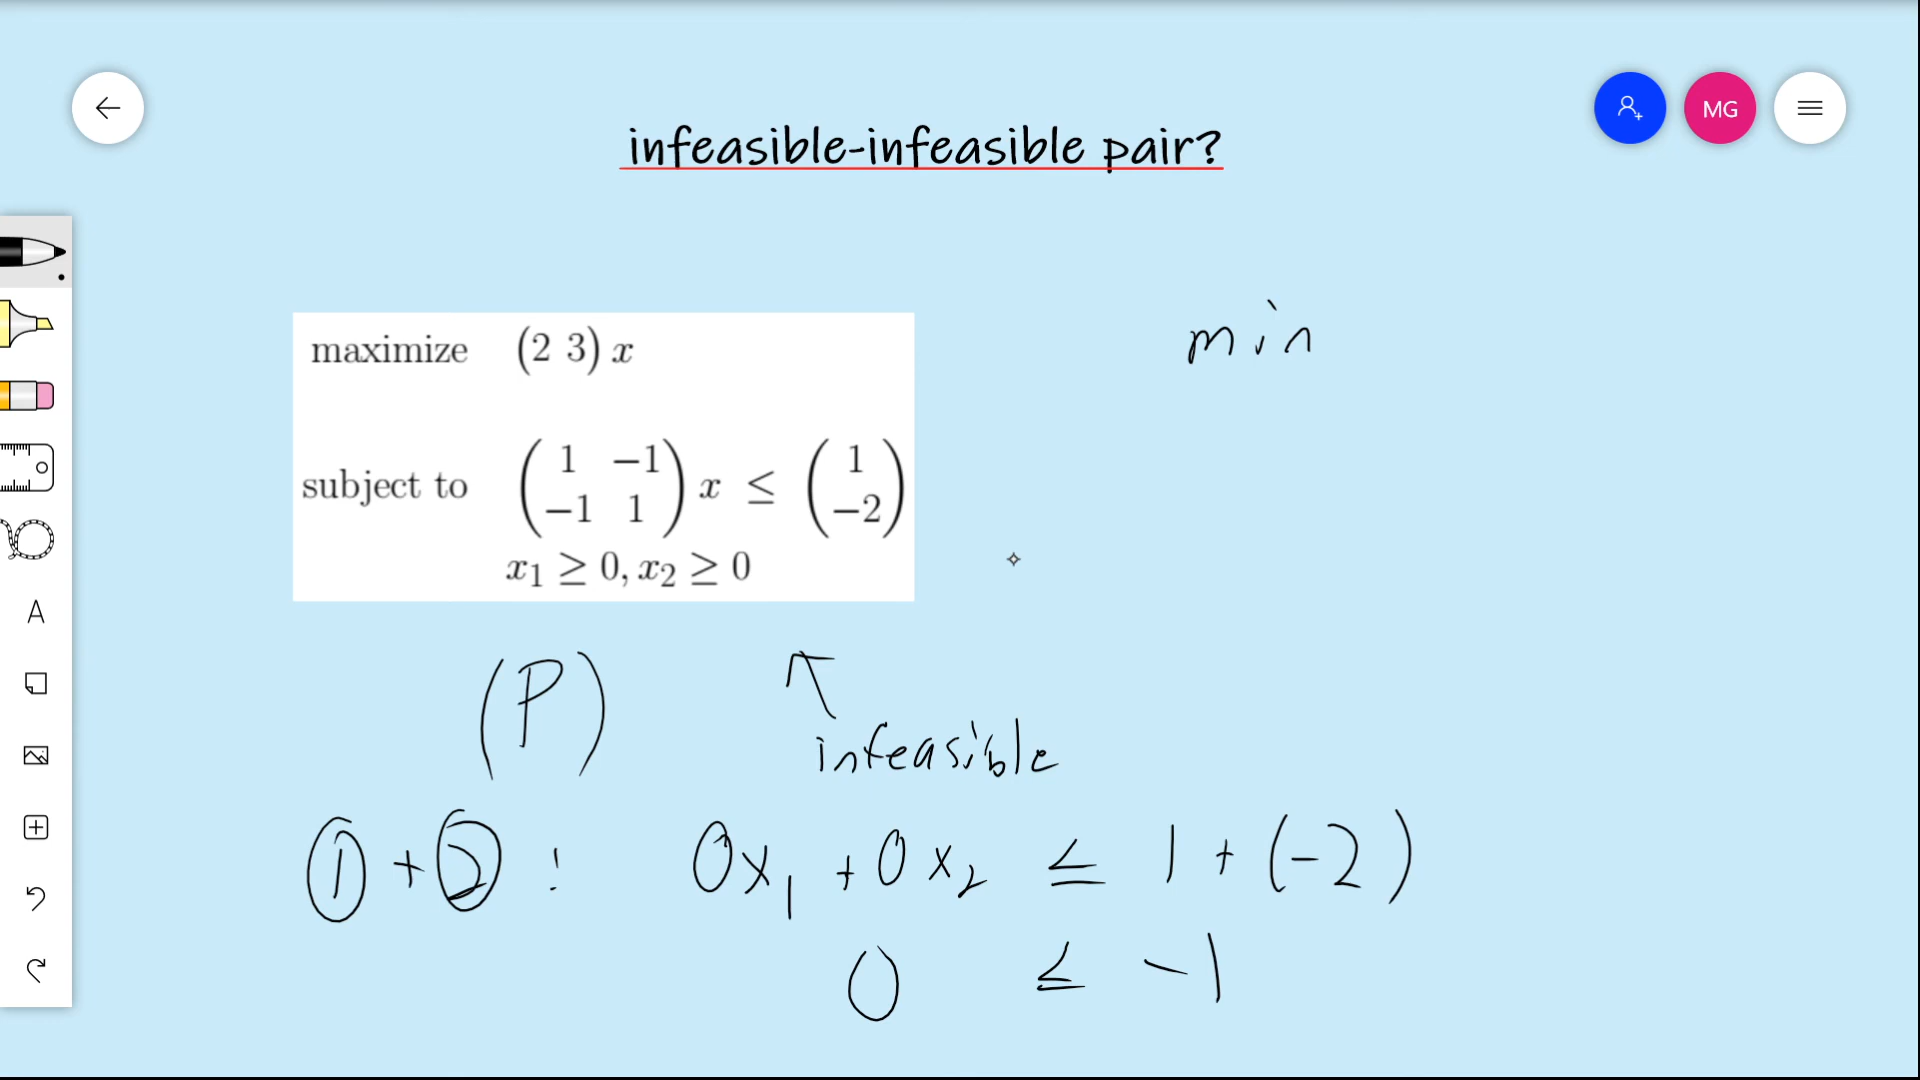 MG
infeasible-infeasible pair?
maximize (2 3) x
min
subject to (1 −1 −1 1) x ≤ (1 −2)
x1 ≥ 0, x2 ≥ 0
A
(P)
infeasible
① + ② : 0x1 + 0x2 ≤ 1 + (-2)
0 ≤ -1